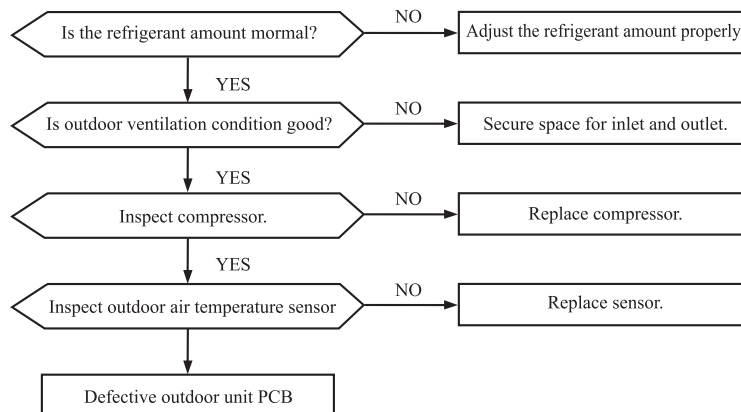 Is the refrigerant amount mormal?
NO
Adjust the refrigerant amount properly
YES
Is outdoor ventilation condition good?
NO
Secure space for inlet and outlet.
YES
Inspect compressor.
NO
Replace compressor.
YES
Inspect outdoor air temperature sensor
NO
Replace sensor.
Defective outdoor unit PCB